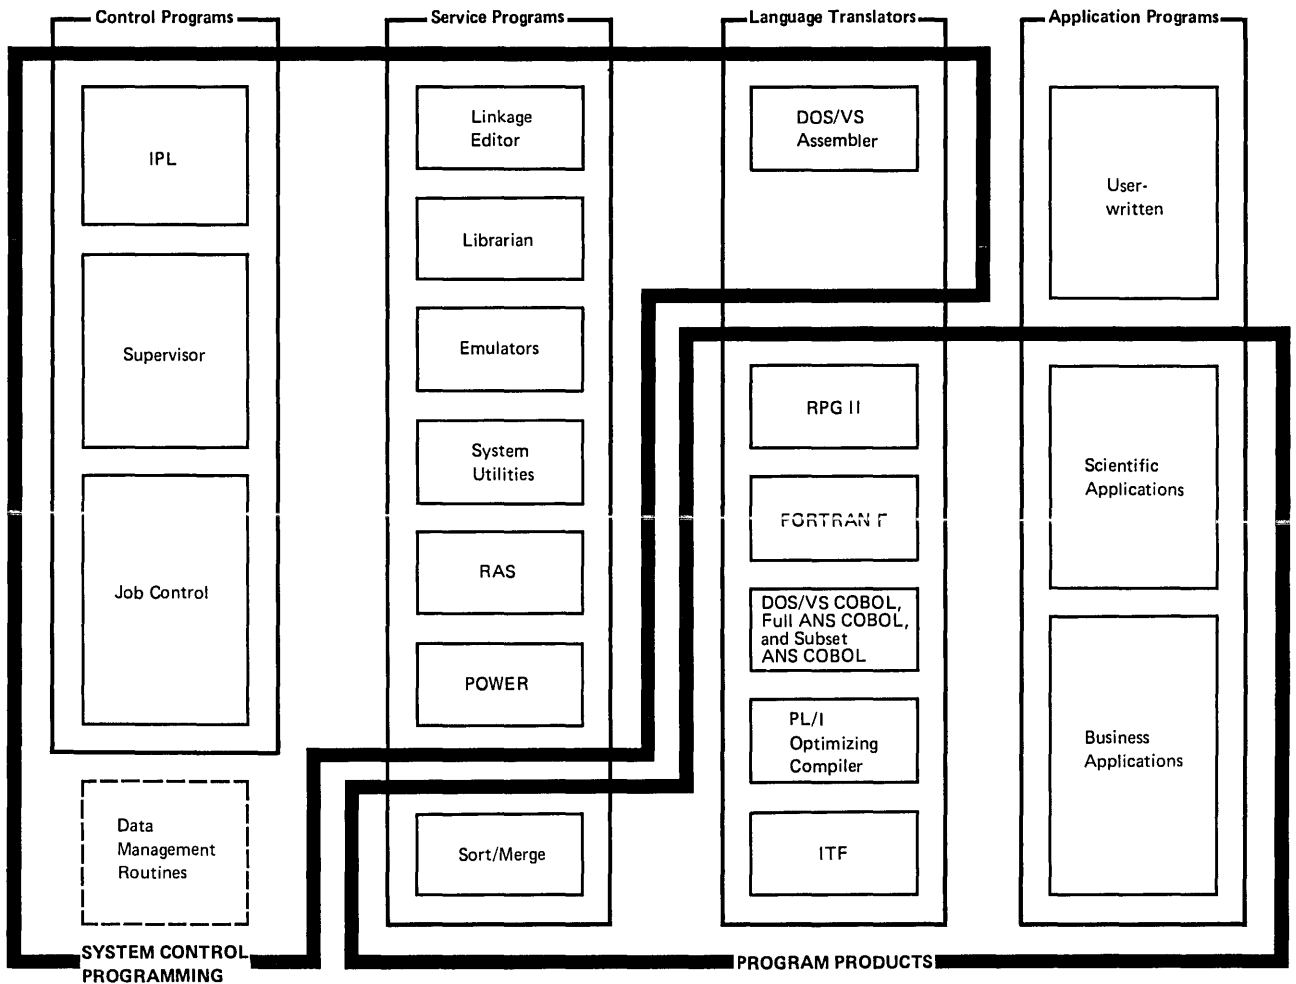 Control Programs
Service Programs
Language Translators
Application Programs
IPL
Supervisor
Job Control
Data
Management
Routines
Linkage
Editor
Librarian
Emulators
System
Utilities
RAS
POWER
Sort/Merge
DOS/VS
Assembler
RPG II
FORTRAN F
DOS/VS COBOL,
Full ANS COBOL,
and Subset
ANS COBOL
PL/I
Optimizing
Compiler
ITF
User-
written
Scientific
Applications
Business
Applications
SYSTEM CONTROL
PROGRAMMING
PROGRAM PRODUCTS